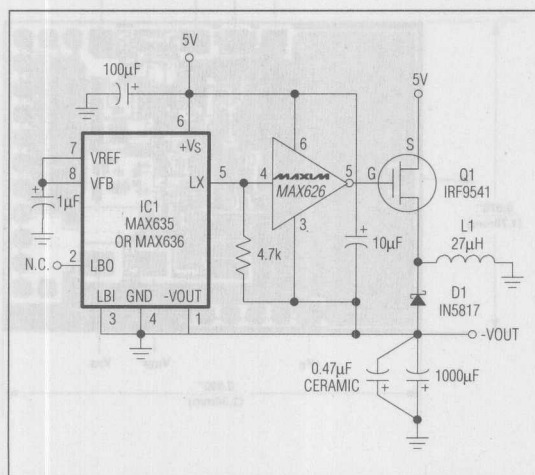 5V
100µF
+
5V
6
+VS
7
VREF
8
VFB
+
1µF
IC1
MAX635
OR MAX636
LX
5
4
6
MAXIM
MAX626
5
3
G
S
Q1
IRF9541
L1
27µH
4.7k
+
10µF
D1
IN5817
N.C.
2
LBO
LBI
GND
-VOUT
3
4
1
-VOUT
0.47µF
CERAMIC
+
1000µF
+